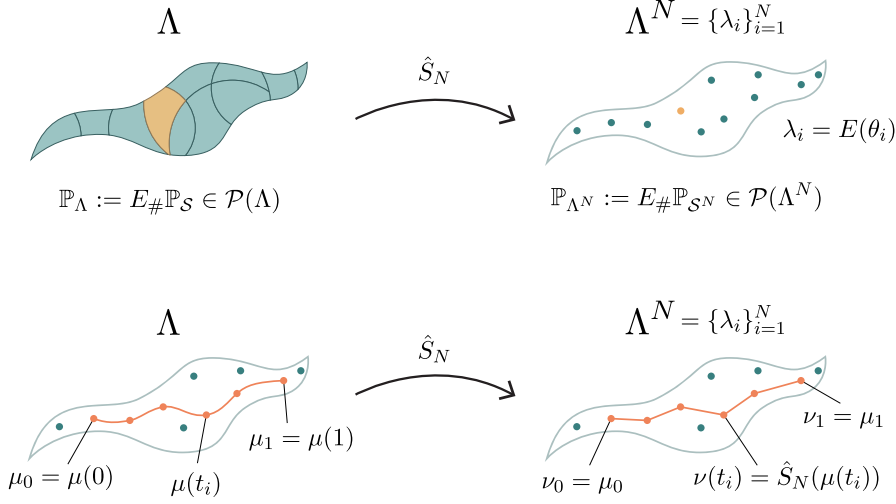 Λ
Λ^N = {λ_i}_{i=1}^N
Ŝ_N
λ_i = E(θ_i)
ℙ_Λ := E_#ℙ_𝒮 ∈ 𝒫(Λ)
ℙ_{Λ^N} := E_#ℙ_{𝒮^N} ∈ 𝒫(Λ^N)
Λ
Λ^N = {λ_i}_{i=1}^N
Ŝ_N
μ_1 = μ(1)
ν_1 = μ_1
μ_0 = μ(0)
μ(t_i)
ν_0 = μ_0
ν(t_i) = Ŝ_N(μ(t_i))